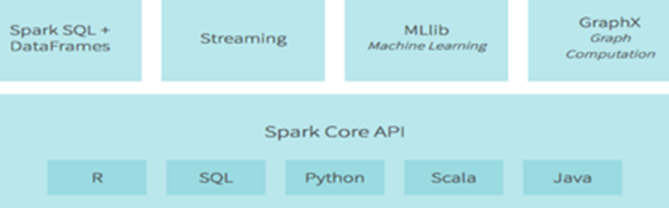 Spark SQL +
DataFrames
Streaming
MLlib
Machine Learning
GraphX
Graph
Computation
Spark Core API
R
SQL
Python
Scala
Java